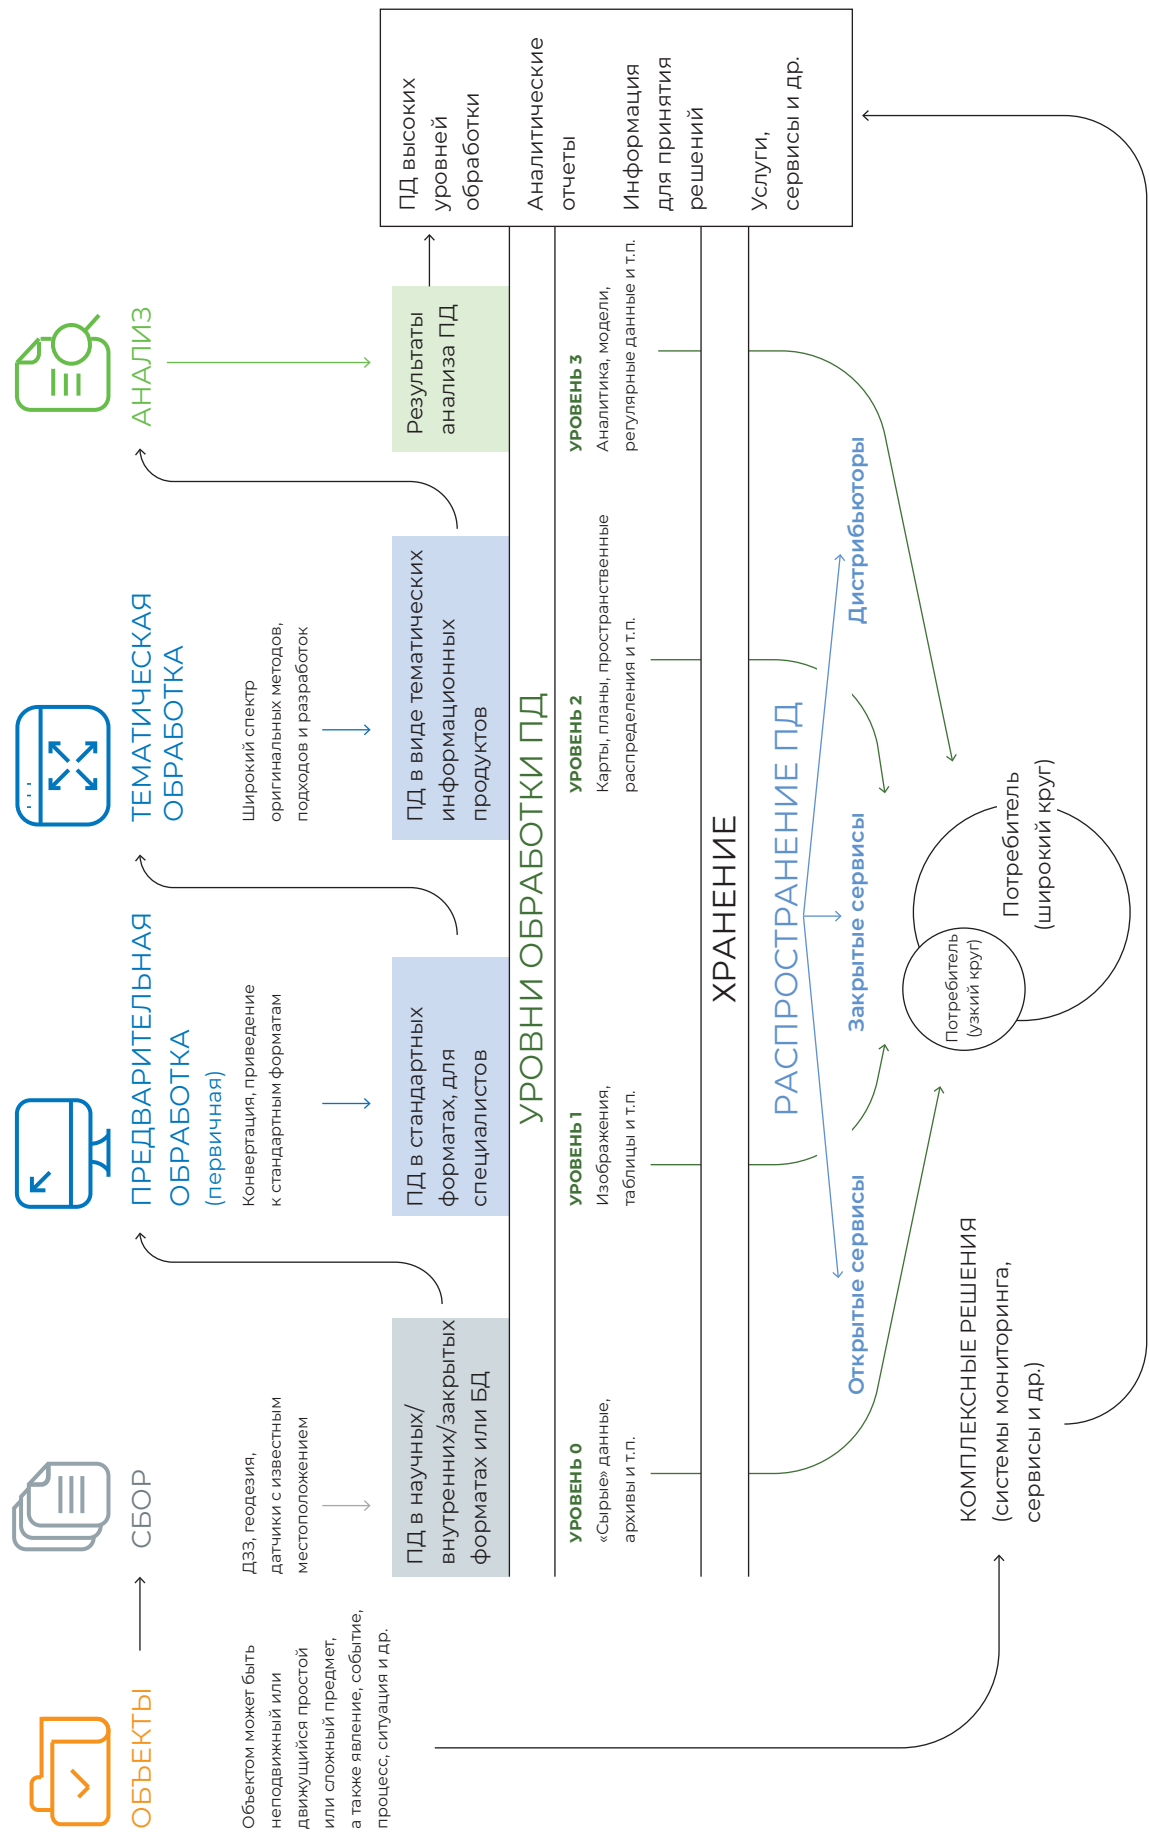 ОБЪЕКТЫ
Объектом может быть
неподвижный или
движущийся простой
или сложный предмет,
а также явление, событие,
процесс, ситуация и др.
СБОР
ДЗЗ, геодезия,
датчики с известным
местоположением
ПД в научных/
внутренних/закрытых
форматах или БД
ПРЕДВАРИТЕЛЬНАЯ
ОБРАБОТКА
(первичная)
Конвертация, приведение
к стандартным форматам
ПД в стандартных
форматах, для
специалистов
ТЕМАТИЧЕСКАЯ
ОБРАБОТКА
Широкий спектр
оригинальных методов,
подходов и разработок
ПД в виде тематических
информационных
продуктов
АНАЛИЗ
Результаты
анализа ПД
ПД высоких
уровней
обработки
Аналитические
отчеты
Информация
для принятия
решений
Услуги,
сервисы и др.
УРОВНИ ОБРАБОТКИ ПД
УРОВЕНЬ 0
«Сырые» данные,
архивы и т.п.
УРОВЕНЬ 1
Изображения,
таблицы и т.п.
УРОВЕНЬ 2
Карты, планы, пространственные
распределения и т.п.
УРОВЕНЬ 3
Аналитика, модели,
регулярные данные и т.п.
ХРАНЕНИЕ
РАСПРОСТРАНЕНИЕ ПД
Открытые сервисы
Закрытые сервисы
Дистрибьюторы
КОМПЛЕКСНЫЕ РЕШЕНИЯ
(системы мониторинга,
сервисы и др.)
Потребитель
(узкий круг)
Потребитель
(широкий круг)